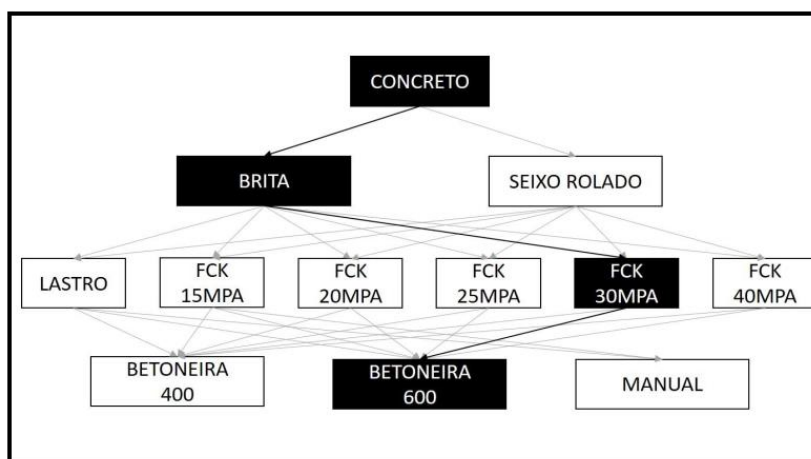 CONCRETO
BRITA
SEIXO ROLADO
LASTRO
FCK
15MPA
FCK
20MPA
FCK
25MPA
FCK
30MPA
FCK
40MPA
BETONEIRA
400
BETONEIRA
600
MANUAL